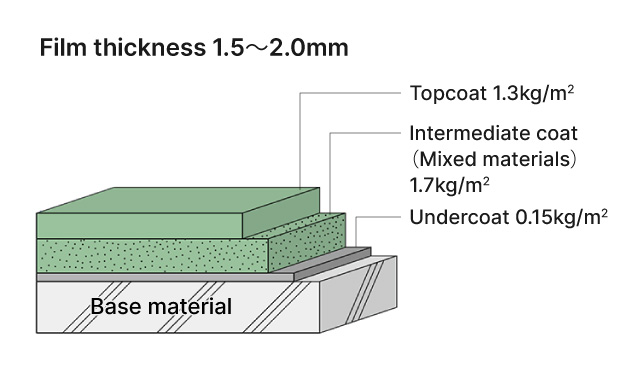 Film thickness 1.5～2.0mm
Topcoat 1.3kg/m²
Intermediate coat
（Mixed materials）
1.7kg/m²
Undercoat 0.15kg/m²
Base material